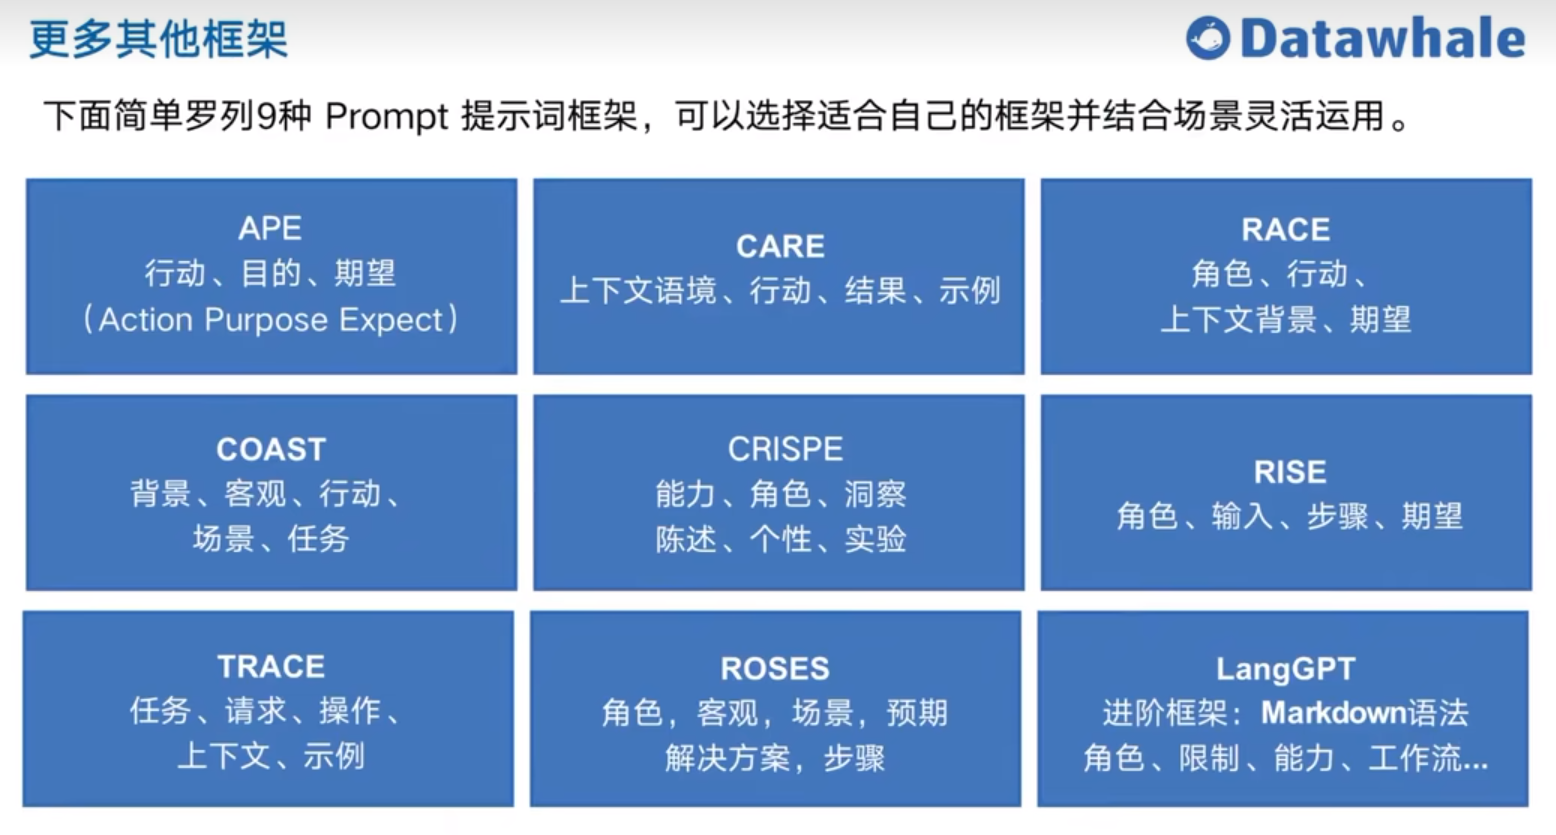 更多其他框架
Datawhale
下面简单罗列9种 Prompt 提示词框架，可以选择适合自己的框架并结合场景灵活运用。
APE
行动、目的、期望
（Action Purpose Expect）
CARE
上下文语境、行动、结果、示例
RACE
角色、行动、
上下文背景、期望
COAST
背景、客观、行动、
场景、任务
CRISPE
能力、角色、洞察
陈述、个性、实验
RISE
角色、输入、步骤、期望
TRACE
任务、请求、操作、
上下文、示例
ROSES
角色，客观，场景，预期
解决方案，步骤
LangGPT
进阶框架：Markdown语法
角色、限制、能力、工作流...